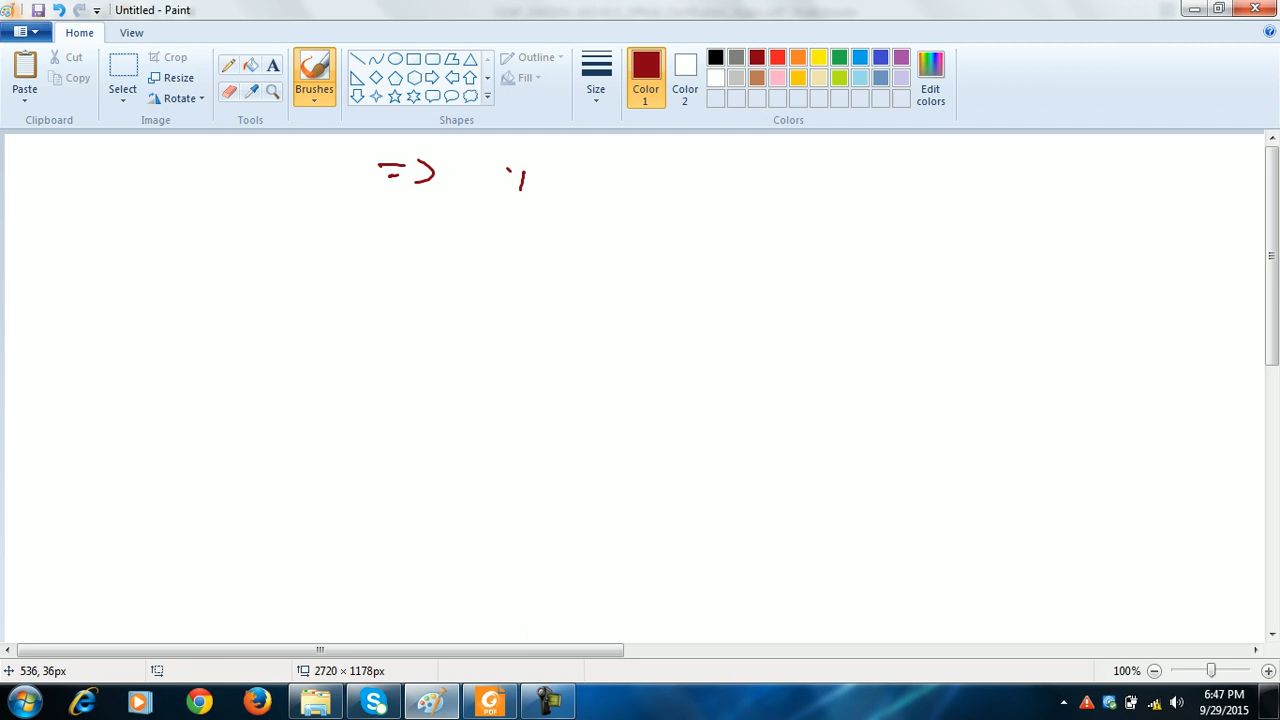 Untitled - Paint
Home View
Paste
Cut
Copy
Clipboard
Select
Crop
Resize
Rotate
Image
A
Tools
Brushes
Outline
Fill
Shapes
Size
Color 1
Color 2
Edit colors
Colors
=>
536, 36px
2720 × 1178px
100%
PDF
6:47 PM
9/29/2015